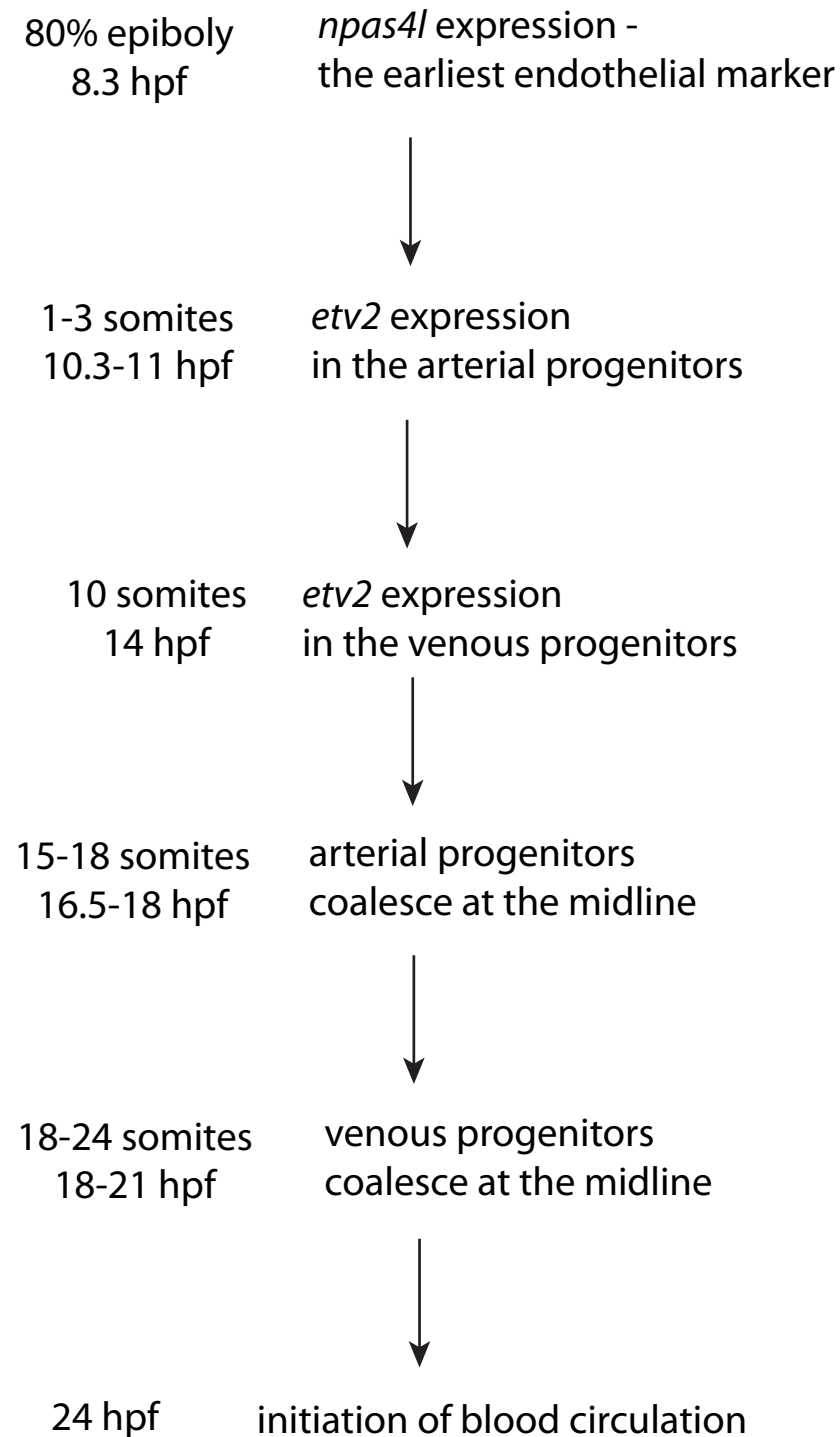 80% epiboly
8.3 hpf
npas4l expression -
the earliest endothelial marker
1-3 somites
10.3-11 hpf
etv2 expression
in the arterial progenitors
10 somites
14 hpf
etv2 expression
in the venous progenitors
15-18 somites
16.5-18 hpf
arterial progenitors
coalesce at the midline
18-24 somites
18-21 hpf
venous progenitors
coalesce at the midline
24 hpf
initiation of blood circulation